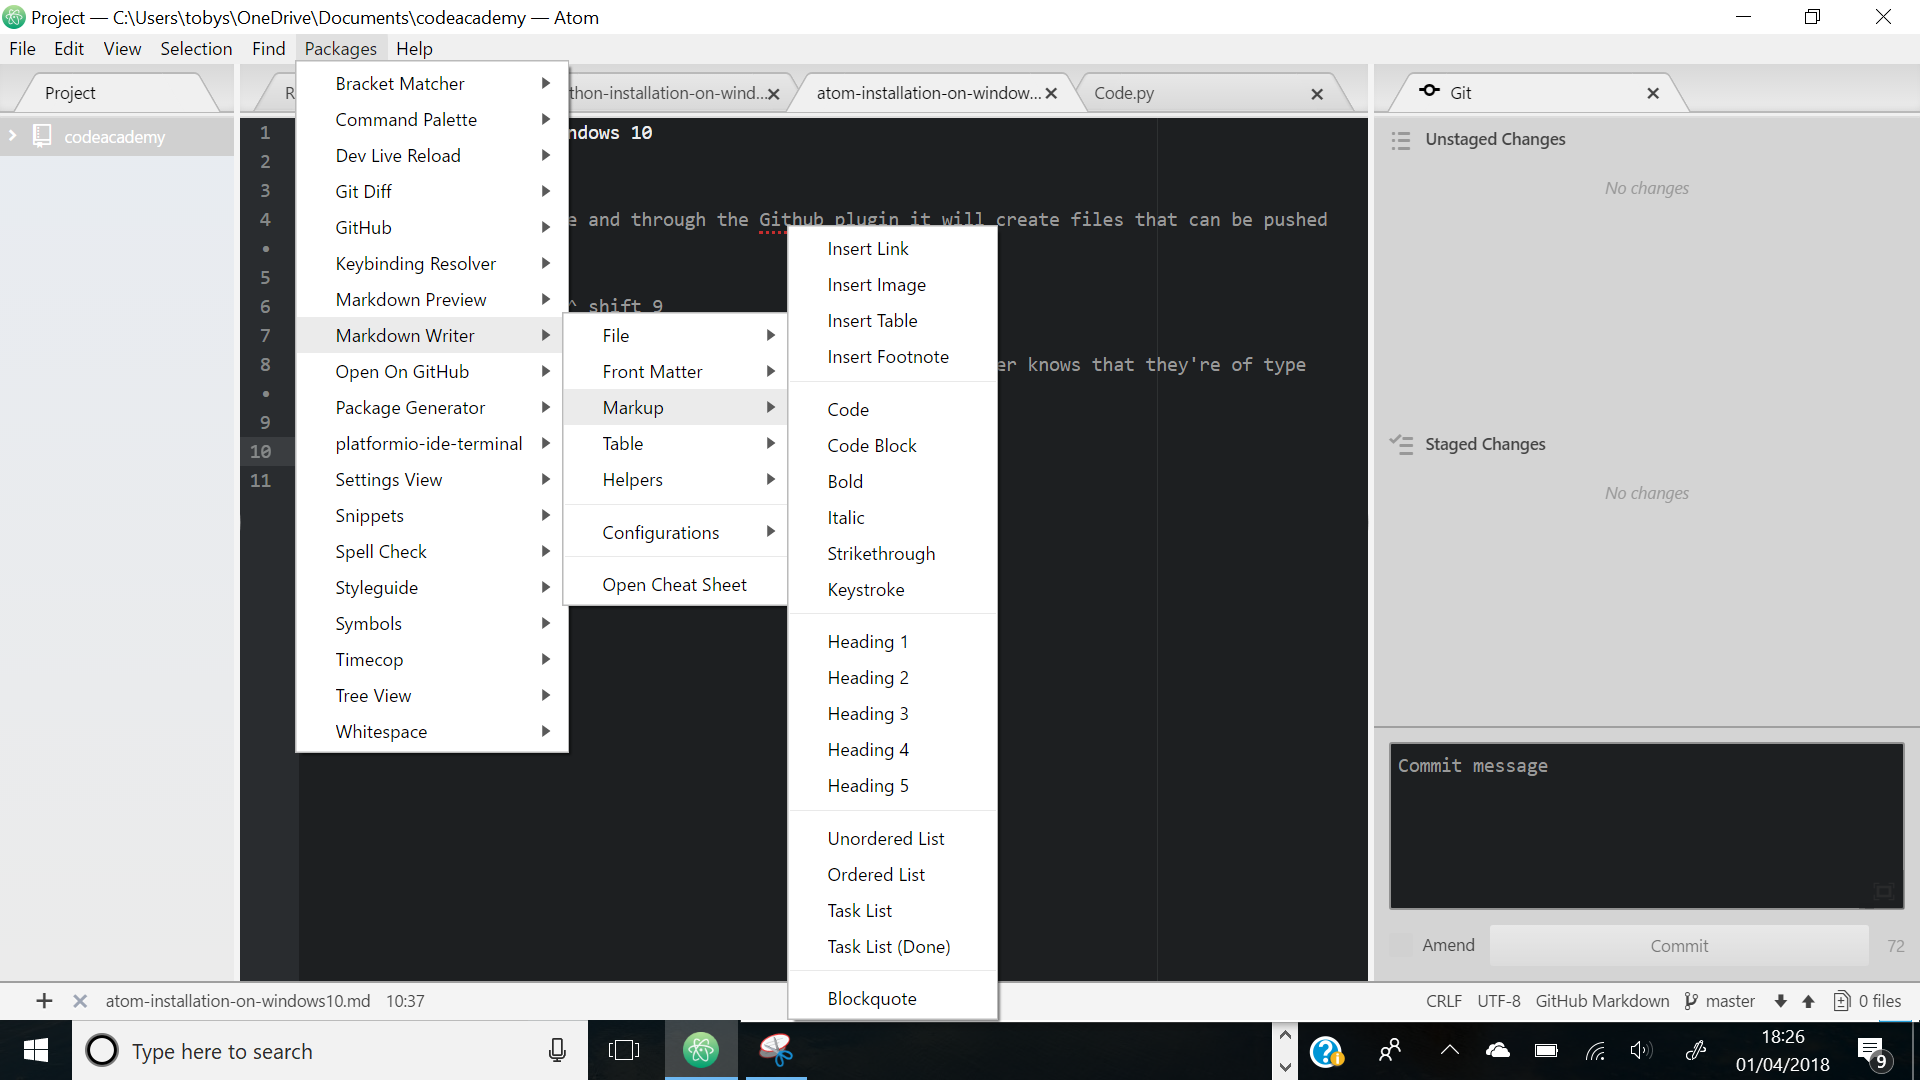 Project — C:\Users\tobys\OneDrive\Documents\codeacademy — Atom
File Edit View Selection Find Packages Help
Project
codeacademy
R
thon-installation-on-wind...
atom-installation-on-window...
Code.py
Git
1
2
3
4
•
5
6
7
8
•
9
10
11
ndows 10
e and through the Github plugin it will create files that can be pushed
^ shift 9
er knows that they're of type
Bracket Matcher
Command Palette
Dev Live Reload
Git Diff
GitHub
Keybinding Resolver
Markdown Preview
Markdown Writer
Open On GitHub
Package Generator
platformio-ide-terminal
Settings View
Snippets
Spell Check
Styleguide
Symbols
Timecop
Tree View
Whitespace
File
Front Matter
Markup
Table
Helpers
Configurations
Open Cheat Sheet
Insert Link
Insert Image
Insert Table
Insert Footnote
Code
Code Block
Bold
Italic
Strikethrough
Keystroke
Heading 1
Heading 2
Heading 3
Heading 4
Heading 5
Unordered List
Ordered List
Task List
Task List (Done)
Blockquote
Unstaged Changes
No changes
Staged Changes
No changes
Commit message
Amend
Commit
72
atom-installation-on-windows10.md 10:37
CRLF UTF-8 GitHub Markdown master 0 files
Type here to search
18:26
01/04/2018
9